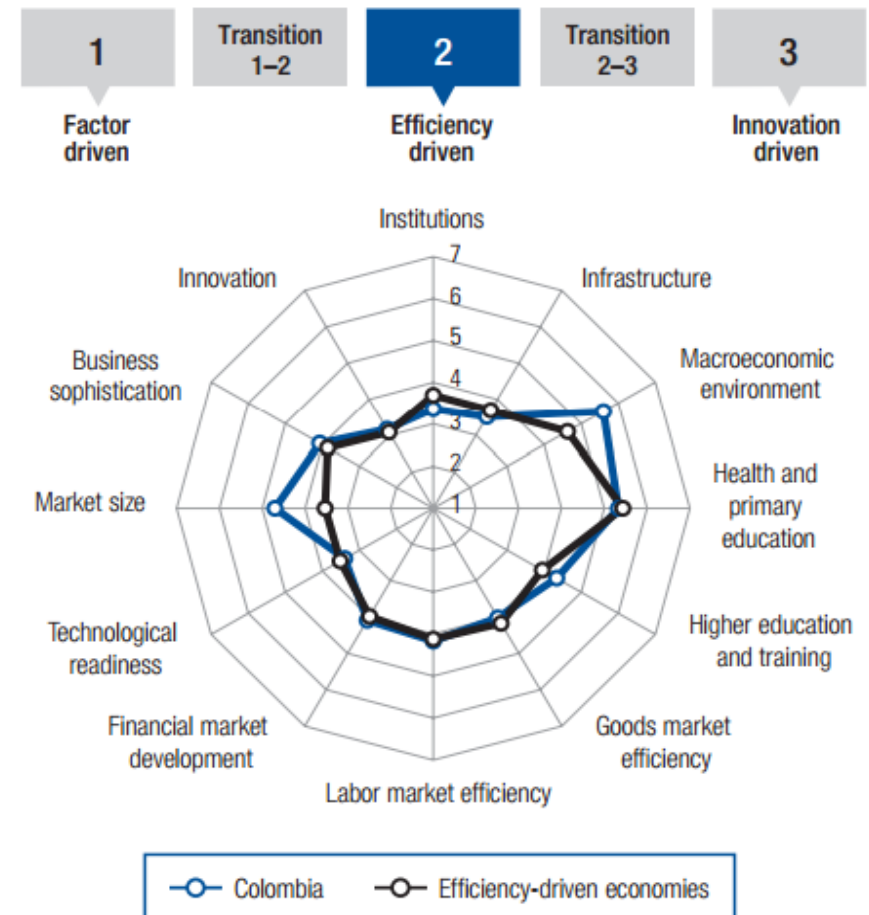 1
Transition
1–2
2
Transition
2–3
3
Factor
driven
Efficiency
driven
Innovation
driven
Institutions
Infrastructure
Macroeconomic
environment
Health and
primary
education
Higher education
and training
Goods market
efficiency
Labor market efficiency
Financial market
development
Technological
readiness
Market size
Business
sophistication
Innovation
7
6
5
4
3
2
1
Colombia
Efficiency-driven economies